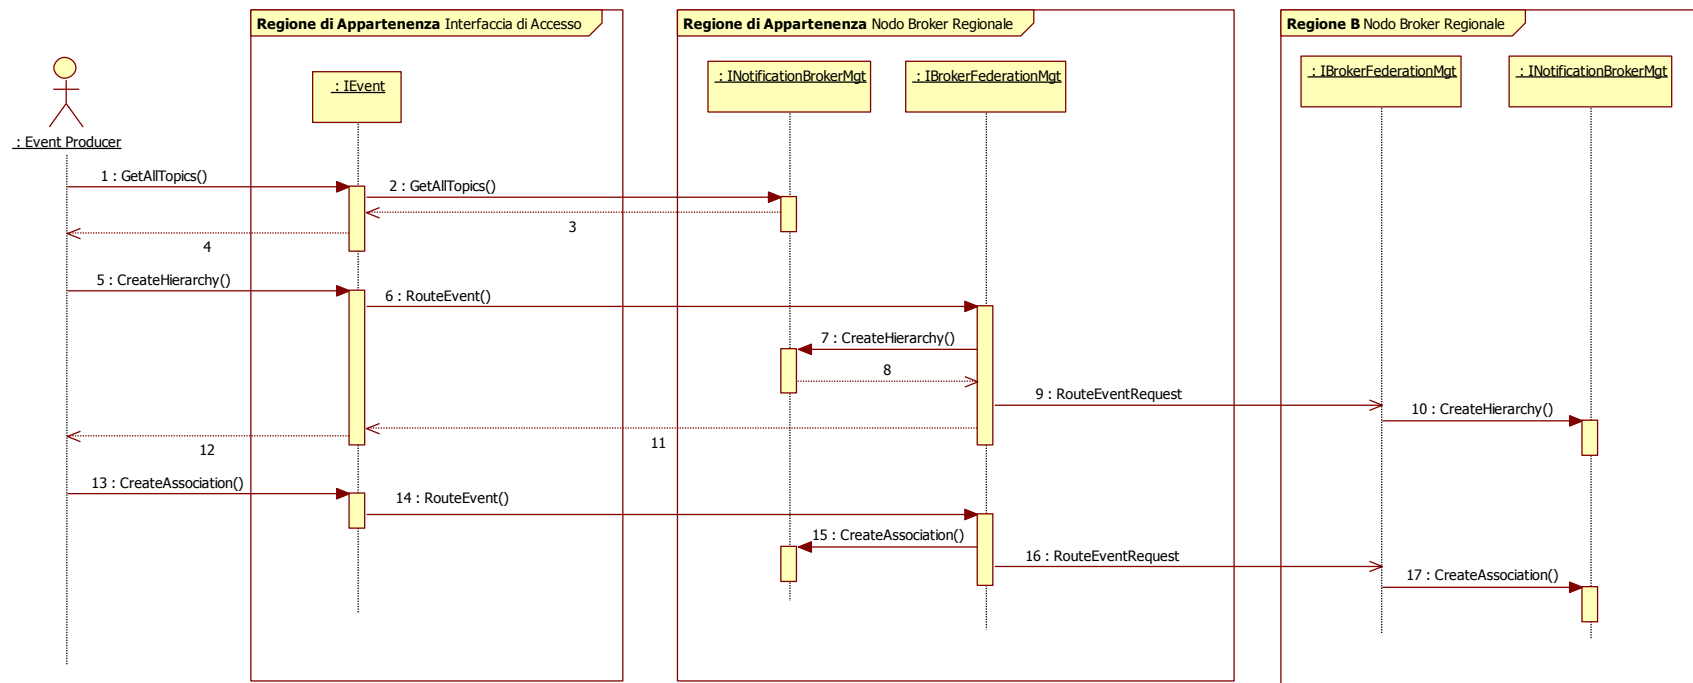 Regione di Appartenenza Interfaccia di Accesso
Regione di Appartenenza Nodo Broker Regionale
Regione B Nodo Broker Regionale
: Event Producer
: IEvent
: INotificationBrokerMgt
: IBrokerFederationMgt
: IBrokerFederationMgt
: INotificationBrokerMgt
1 : GetAllTopics()
2 : GetAllTopics()
3
4
5 : CreateHierarchy()
6 : RouteEvent()
7 : CreateHierarchy()
8
9 : RouteEventRequest
10 : CreateHierarchy()
11
12
13 : CreateAssociation()
14 : RouteEvent()
15 : CreateAssociation()
16 : RouteEventRequest
17 : CreateAssociation()